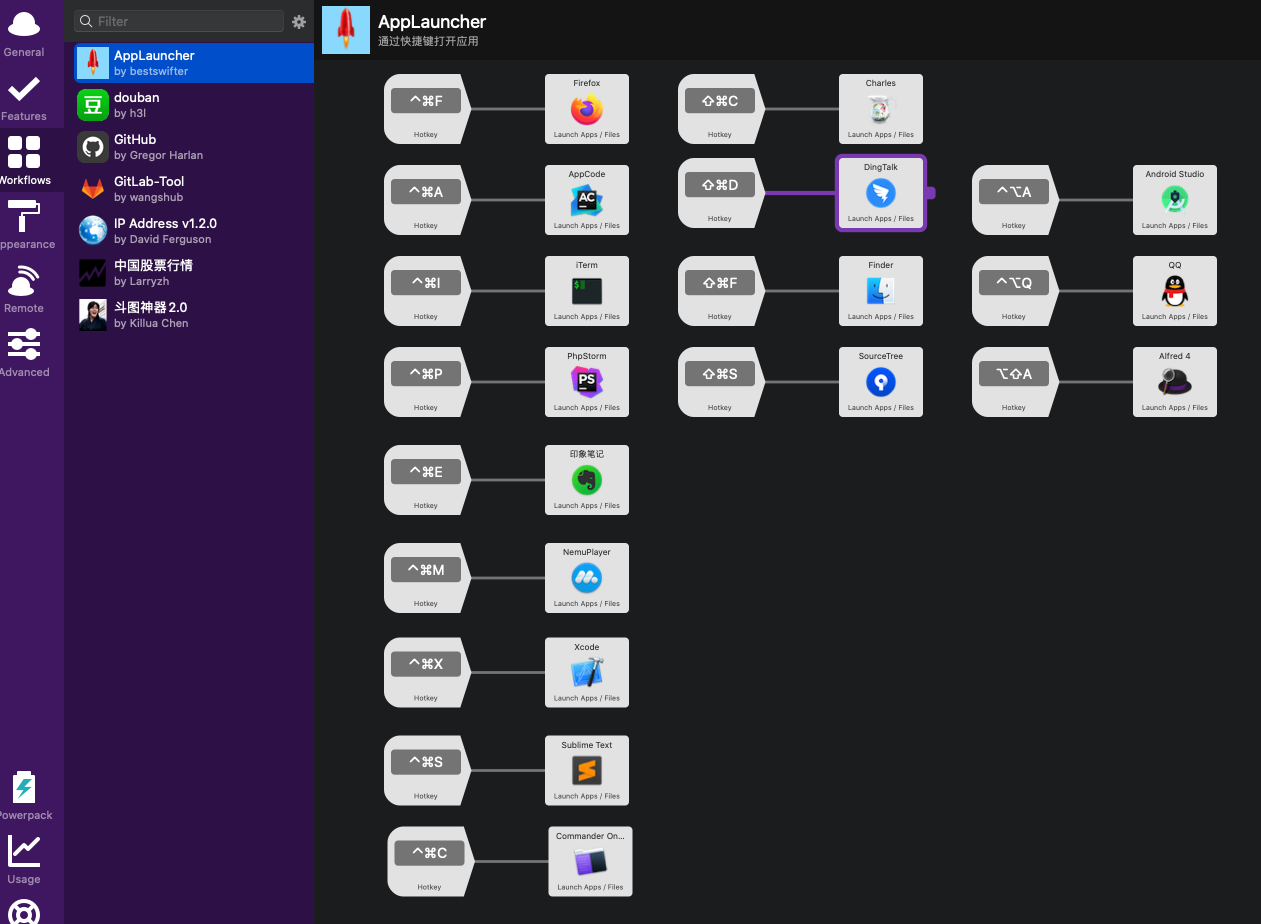 General
Features
Workflows
ppearance
Remote
Advanced
Powerpack
Usage
Filter
AppLauncher
by bestswifter
豆
douban
by h3l
GitHub
by Gregor Harlan
GitLab-Tool
by wangshub
IP Address v1.2.0
by David Ferguson
中国股票行情
by Larryzh
斗图神器2.0
by Killua Chen
AppLauncher
通过快捷键打开应用
^⌘F
Hotkey
Firefox
Launch Apps / Files
^⌘A
Hotkey
AppCode
AC
Launch Apps / Files
^⌘I
Hotkey
iTerm
$
Launch Apps / Files
^⌘P
Hotkey
PhpStorm
PS
Launch Apps / Files
^⌘E
Hotkey
印象笔记
Launch Apps / Files
^⌘M
Hotkey
NemuPlayer
Launch Apps / Files
^⌘X
Hotkey
Xcode
Launch Apps / Files
^⌘S
Hotkey
Sublime Text
Launch Apps / Files
^⌘C
Hotkey
Commander On...
Launch Apps / Files
⇧⌘C
Hotkey
Charles
Launch Apps / Files
⇧⌘D
Hotkey
DingTalk
Launch Apps / Files
⇧⌘F
Hotkey
Finder
Launch Apps / Files
⇧⌘S
Hotkey
SourceTree
Launch Apps / Files
^⌥A
Hotkey
Android Studio
Launch Apps / Files
^⌥Q
Hotkey
QQ
Launch Apps / Files
⌥⇧A
Hotkey
Alfred 4
Launch Apps / Files